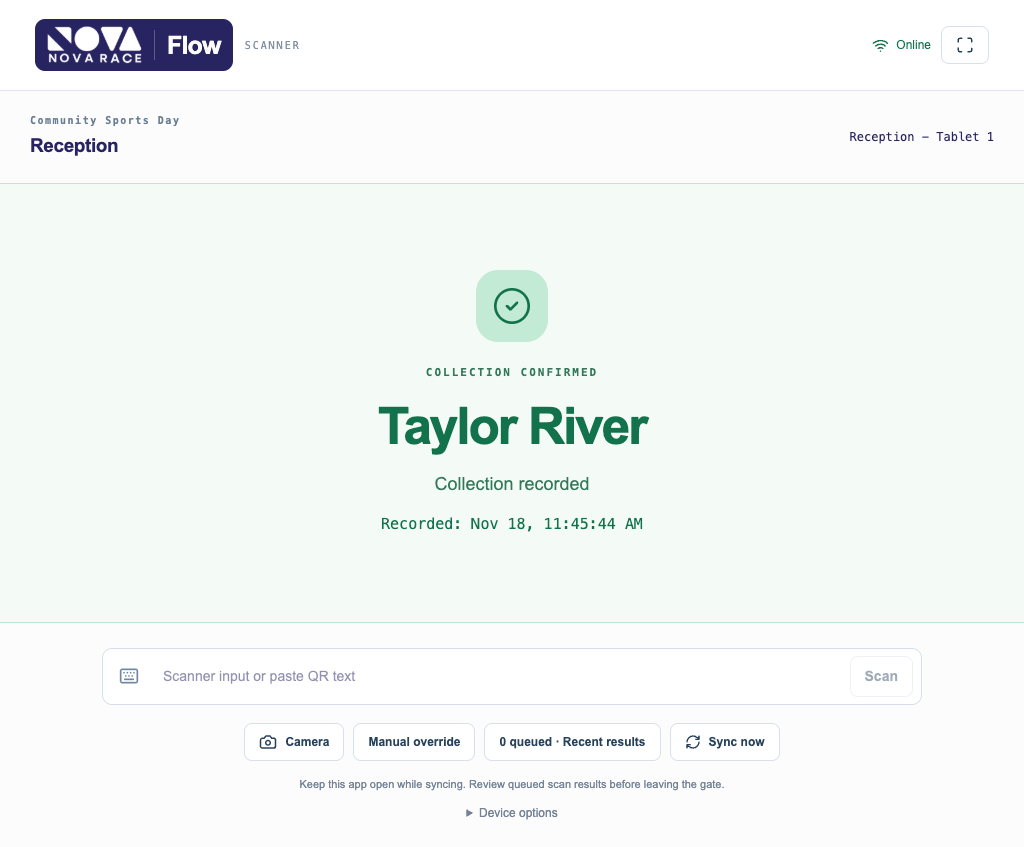 NOVA
NOVA RACE
Flow
SCANNER
Online
Community Sports Day
Reception
Reception – Tablet 1
COLLECTION CONFIRMED
Taylor River
Collection recorded
Recorded: Nov 18, 11:45:44 AM
Scanner input or paste QR text
Scan
Camera
Manual override
0 queued · Recent results
Sync now
Keep this app open while syncing. Review queued scan results before leaving the gate.
Device options